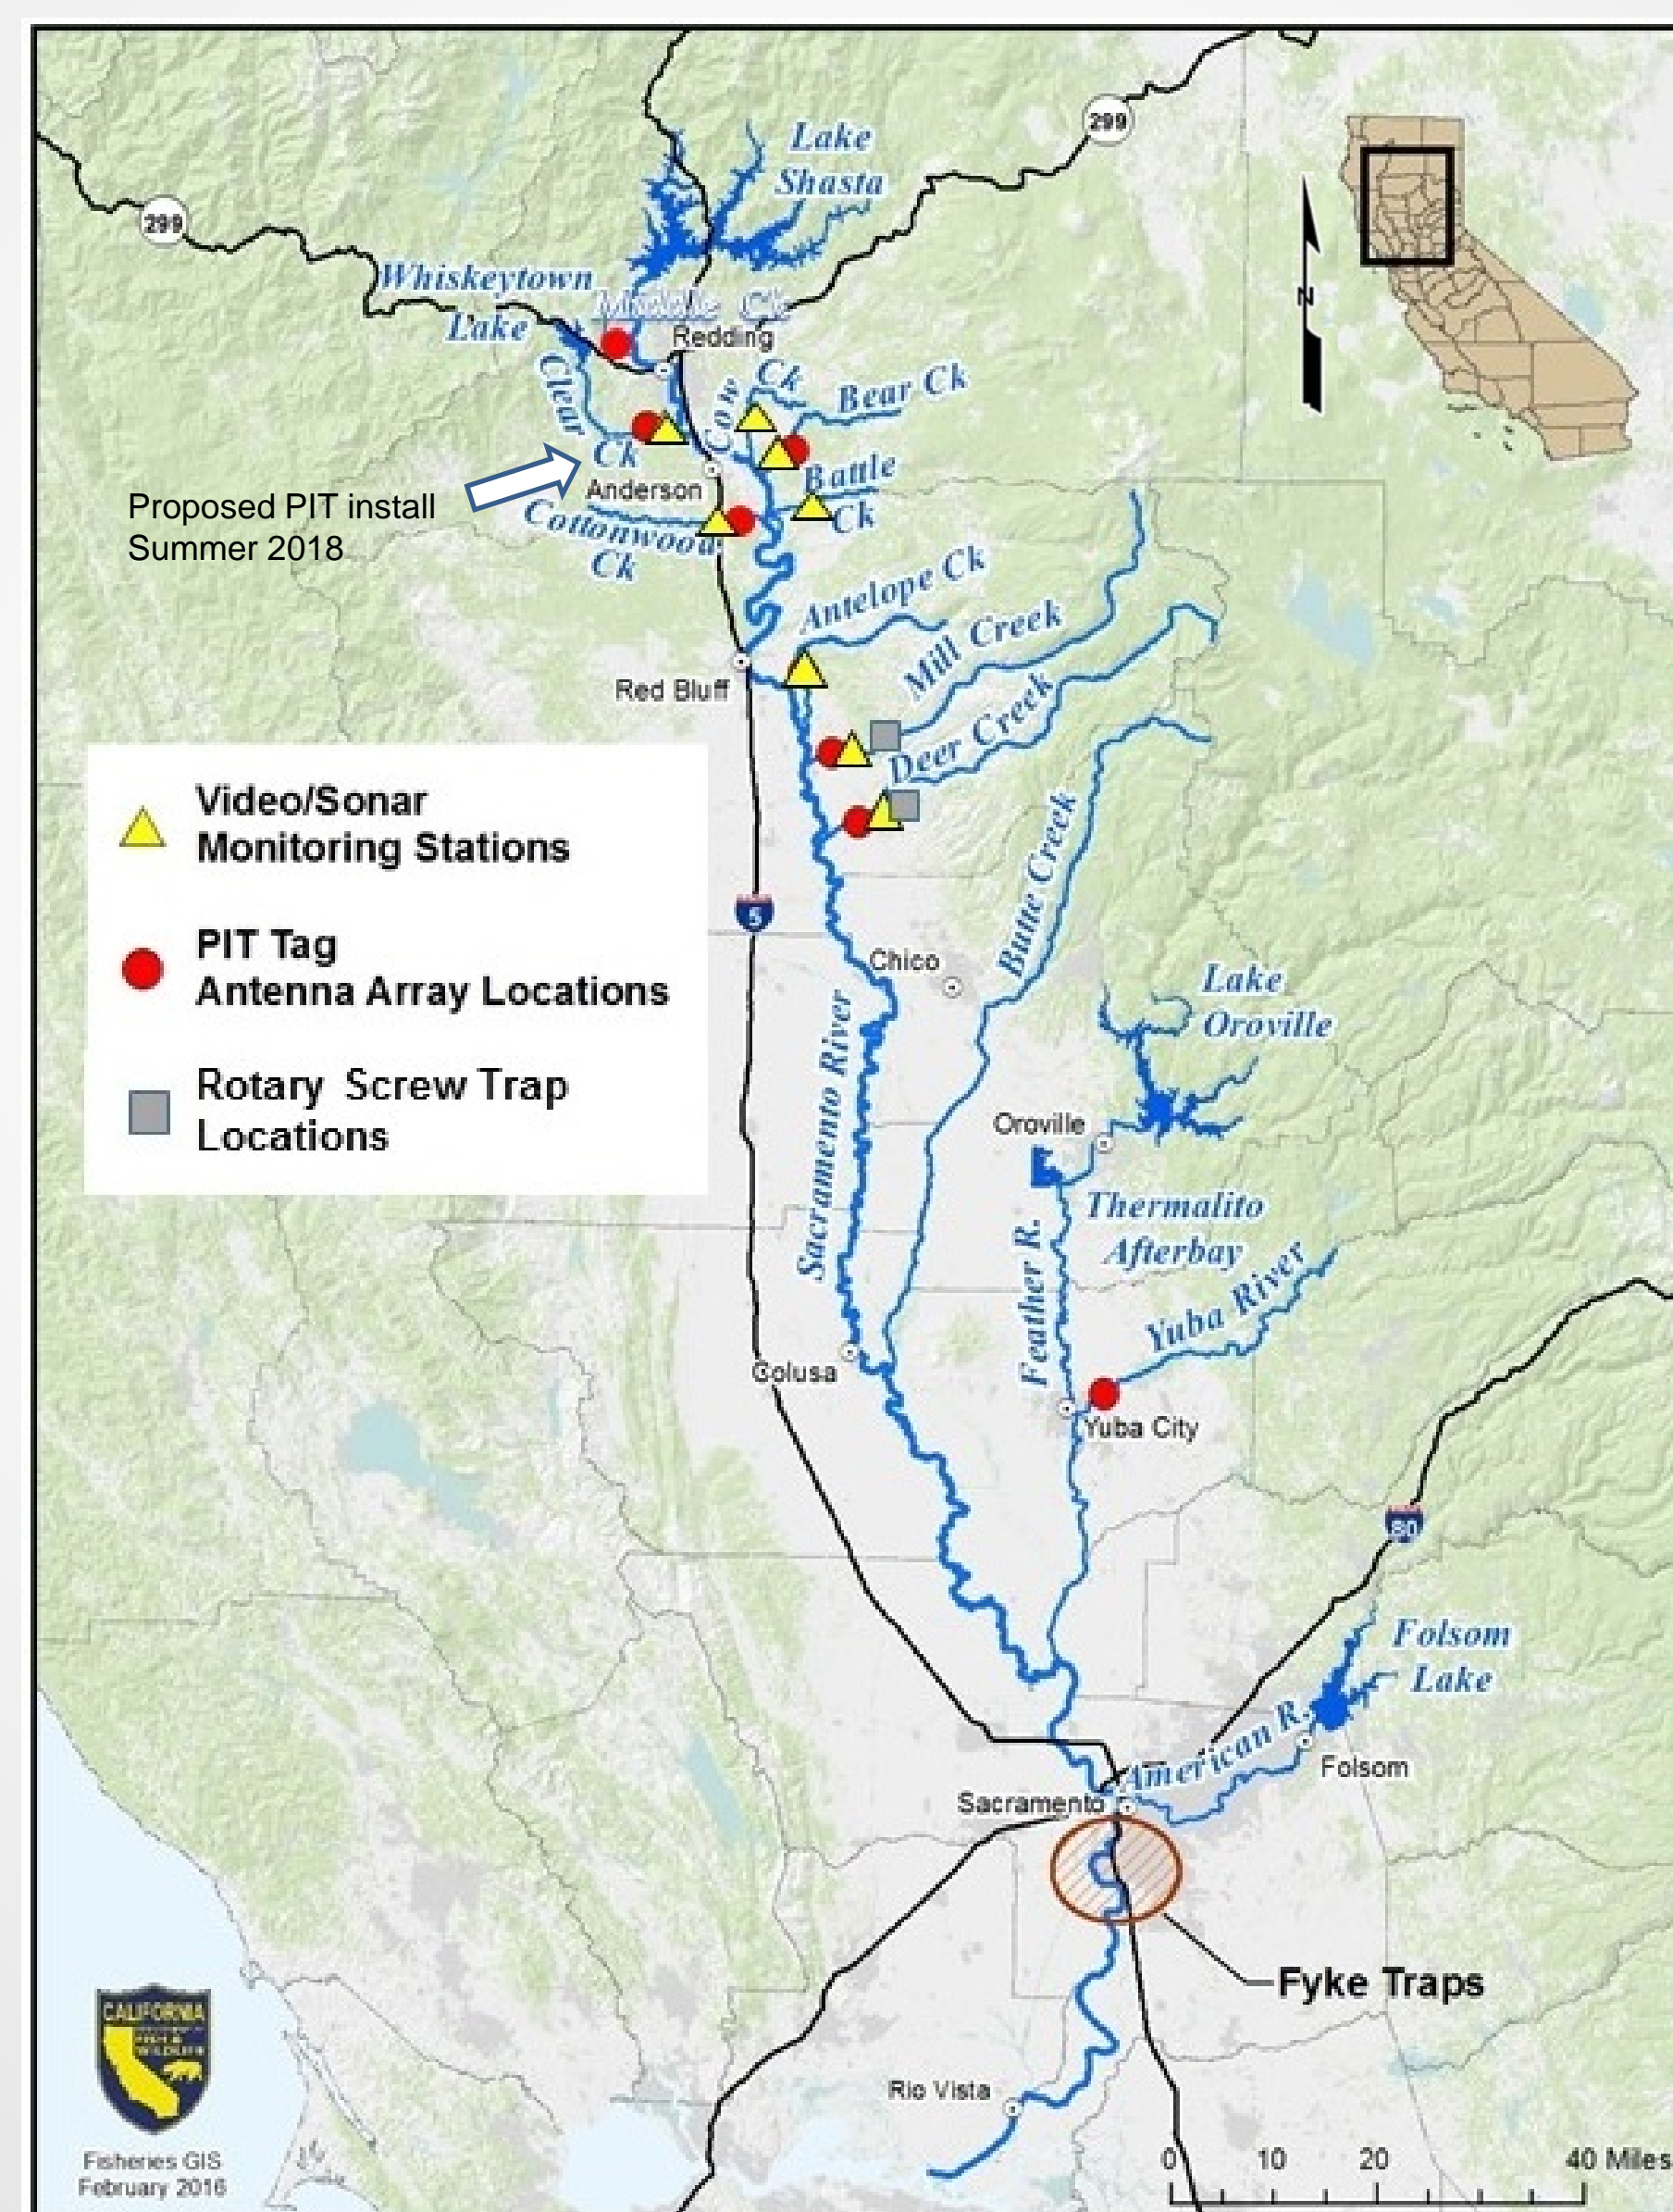 299
Lake
Shasta
299
Whiskeytown
Lake
Middle Ck
Redding
N
Clear
Ck
Cow
Ck
Bear Ck
Battle
Ck
Anderson
Proposed PIT install
Summer 2018
Cottonwood
Ck
Antelope Ck
Mill Creek
Red Bluff
Deer Creek
Video/Sonar
Monitoring Stations
PIT Tag
Antenna Array Locations
Rotary Screw Trap
Locations
5
Butte Creek
Chico
Lake
Oroville
Sacramento River
Oroville
Thermalito
Afterbay
Feather R.
Yuba River
Colusa
Yuba City
80
Folsom
Lake
American R.
Folsom
Sacramento
Fyke Traps
Rio Vista
CALIFORNIA
FISH &
WILDLIFE
Fisheries GIS
February 2016
0 10 20 40 Miles